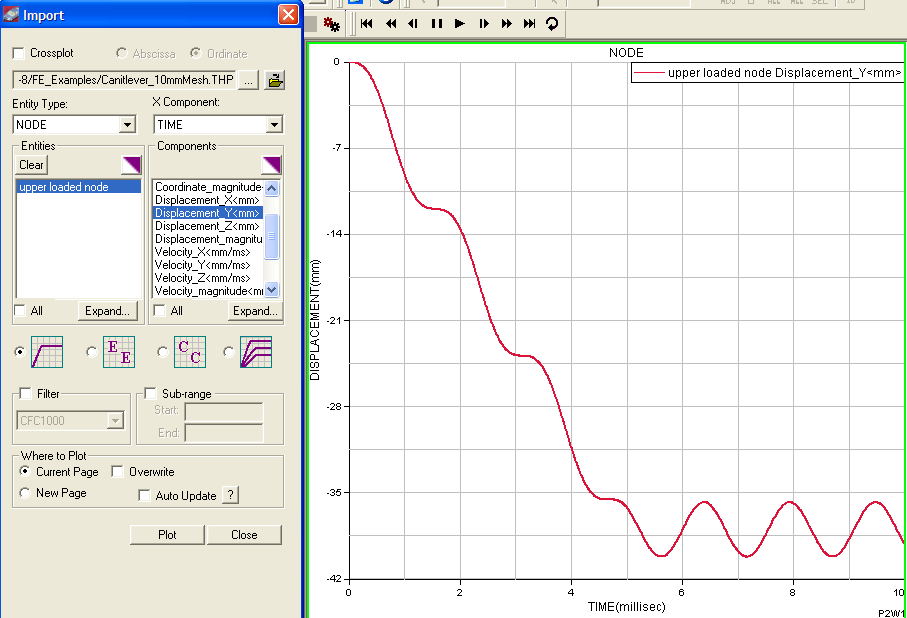 Import
Crossplot Abscissa Ordinate
-8/FE_Examples/Canitlever_10mmMesh.THP ...
Entity Type: X Component:
NODE TIME
Entities Components
Clear
upper loaded node
Coordinate_magnitude
Displacement_X<mm>
Displacement_Y<mm>
Displacement_Z<mm>
Displacement_magnitu
Velocity_X<mm/ms>
Velocity_Y<mm/ms>
Velocity_Z<mm/ms>
Velocity_magnitude<m
All All
Expand... Expand...
E E C C
Filter Sub-range
CFC1000 Start:
End:
Where to Plot
Current Page Overwrite
New Page Auto Update ?
Plot Close
NODE
upper loaded node Displacement_Y<mm>
DISPLACEMENT(mm)
0
-7
-14
-21
-28
-35
-42
0 2 4 6 8 10
TIME(millisec)
P2W1